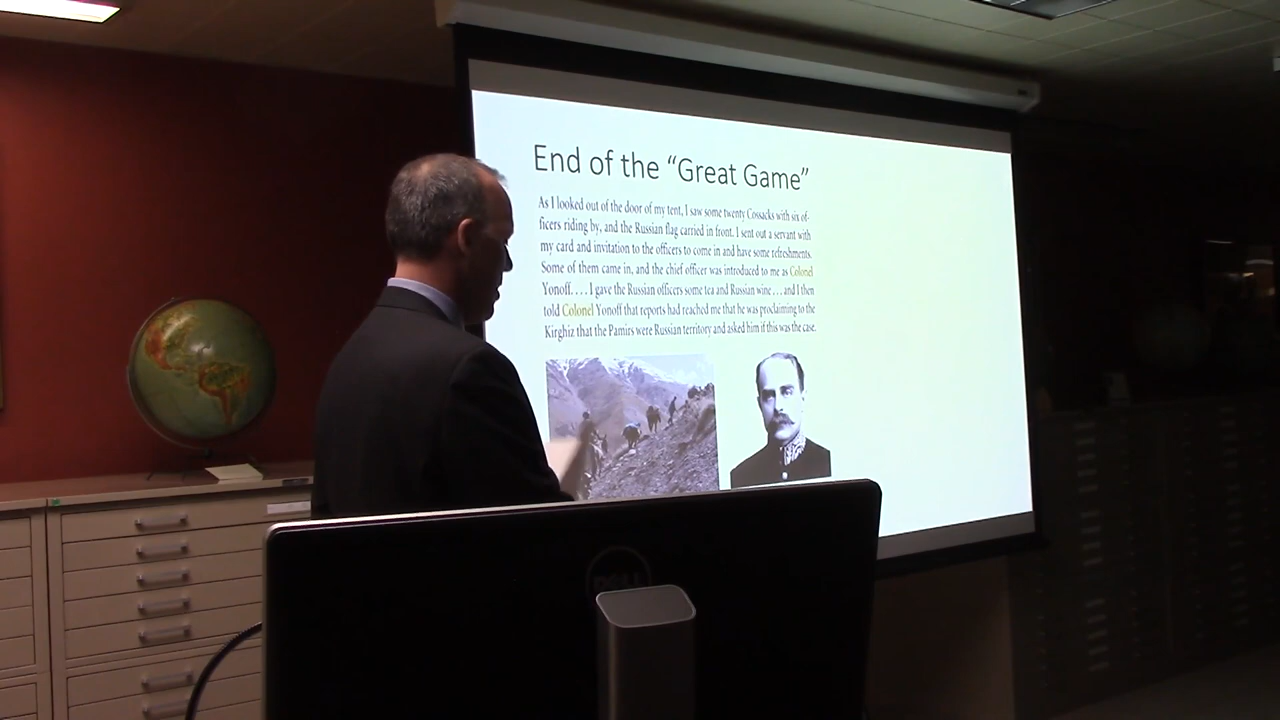 End of the “Great Game”
As I looked out of the door of my tent, I saw some twenty Cossacks with six of-
ficers riding by, and the Russian flag carried in front. I sent out a servant with
my card and invitation to the officers to come in and have some refreshments.
Some of them came in, and the chief officer was introduced to me as Colonel
Yonoff. . . . I gave the Russian officers some tea and Russian wine . . . and I then
told Colonel Yonoff that reports had reached me that he was proclaiming to the
Kirghiz that the Pamirs were Russian territory and asked him if this was the case.
DELL